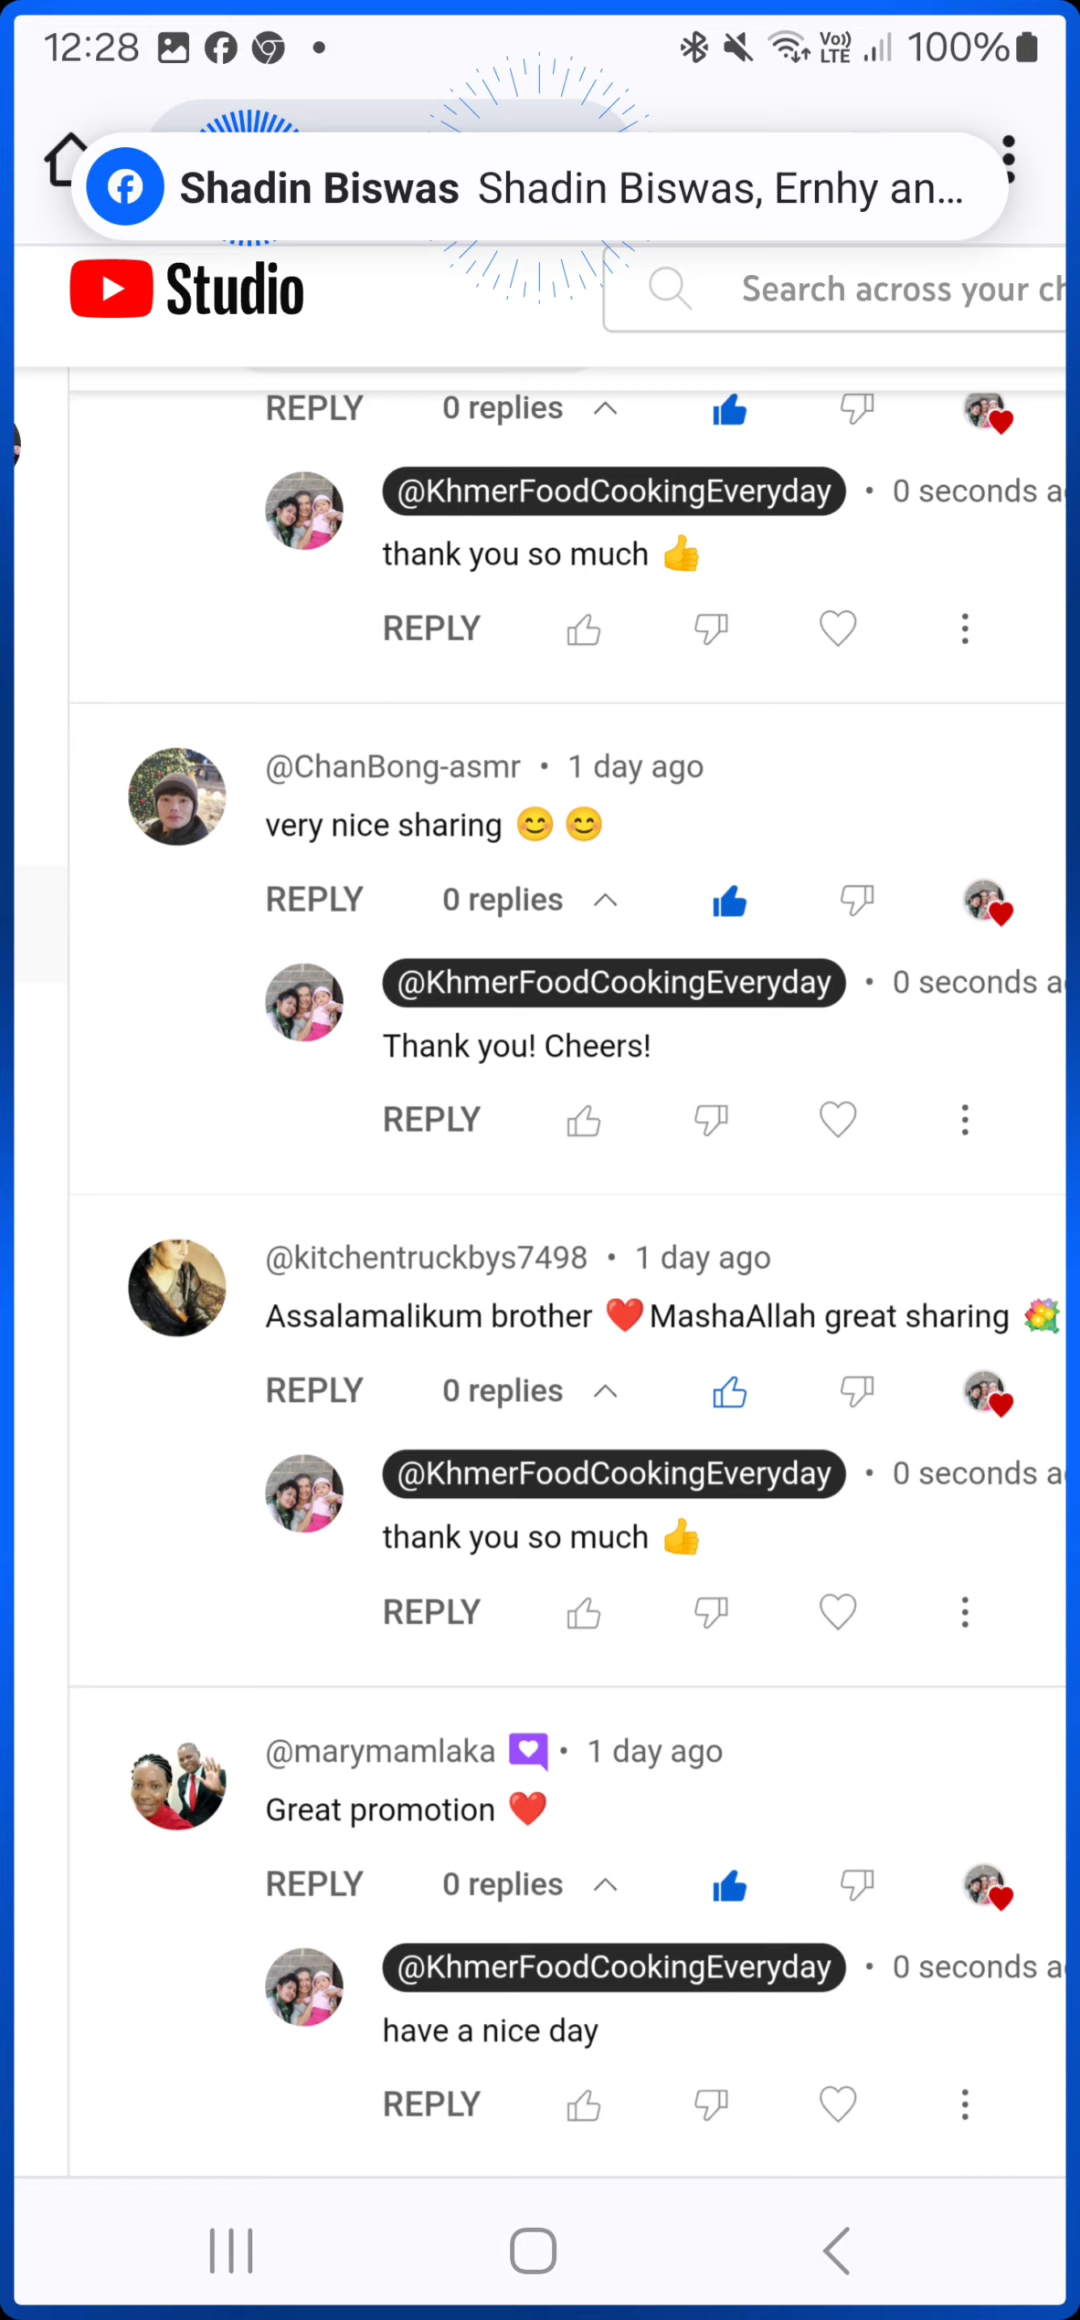 12:28 Vo)) LTE 100%
Shadin Biswas Shadin Biswas, Ernhy an...
Studio
Search across your ch
REPLY 0 replies
@KhmerFoodCookingEveryday • 0 seconds a
thank you so much 👍
REPLY
@ChanBong-asmr • 1 day ago
very nice sharing 😊 😊
REPLY 0 replies
@KhmerFoodCookingEveryday • 0 seconds a
Thank you! Cheers!
REPLY
@kitchentruckbys7498 • 1 day ago
Assalamalikum brother ❤️MashaAllah great sharing 💐
REPLY 0 replies
@KhmerFoodCookingEveryday • 0 seconds a
thank you so much 👍
REPLY
@marymamlaka • 1 day ago
Great promotion ❤️
REPLY 0 replies
@KhmerFoodCookingEveryday • 0 seconds a
have a nice day
REPLY